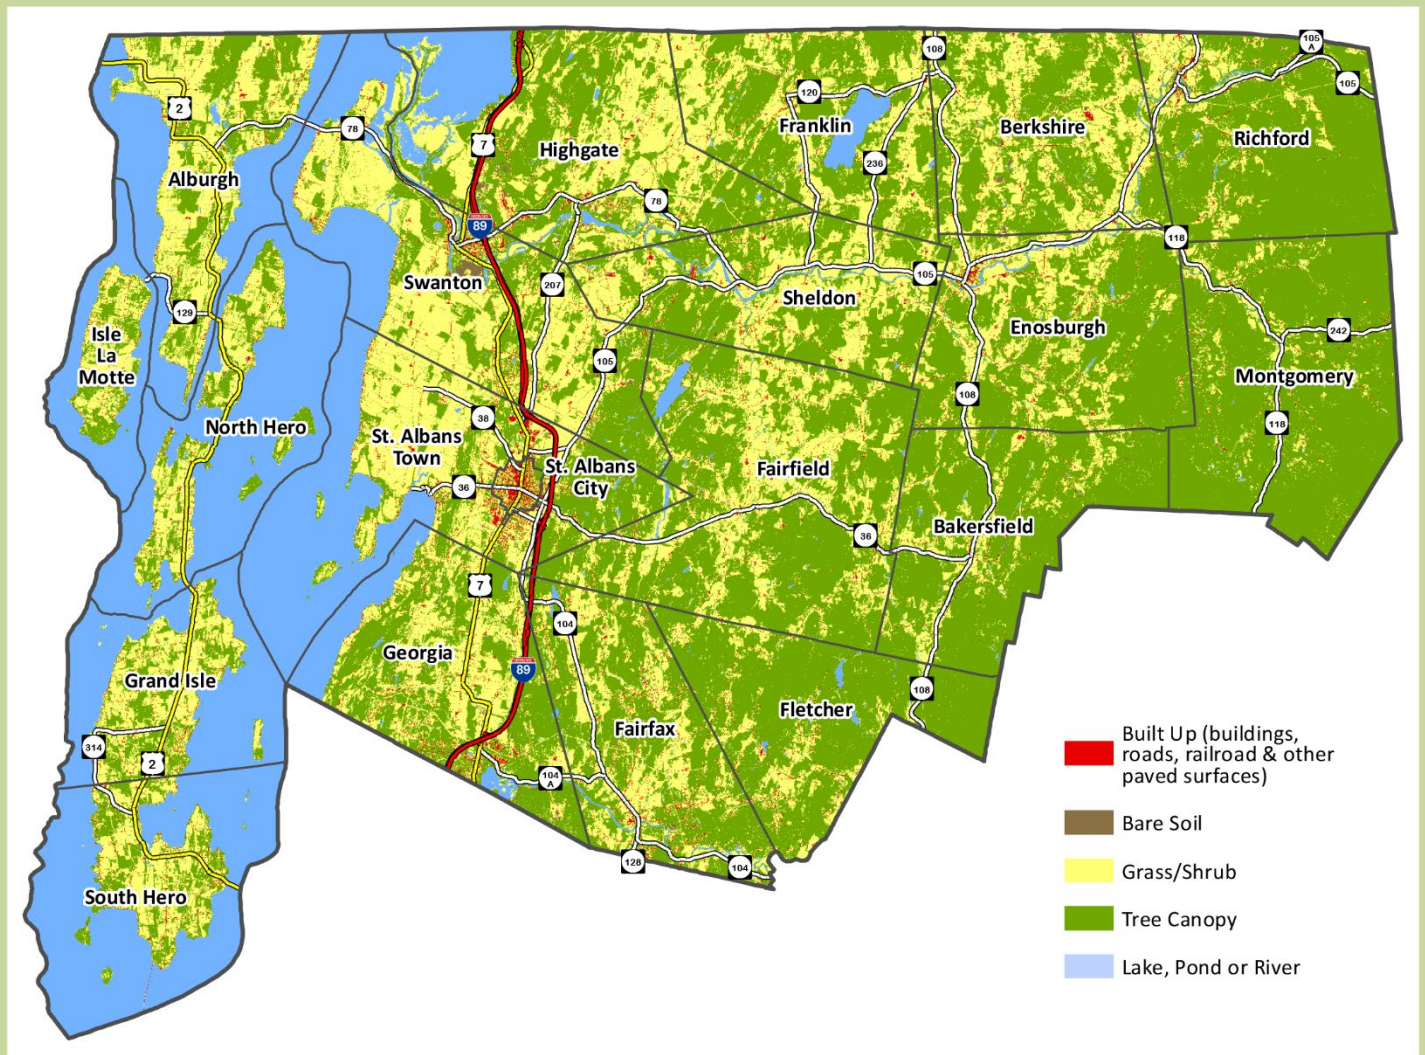 105
A
108
105
120
2
Franklin
Berkshire
78
Richford
7
Highgate
236
Alburgh
78
89
118
Swanton
207
105
Sheldon
129
Enosburgh
Isle
La
Motte
242
105
Montgomery
108
38
118
North Hero
St. Albans
Town
St. Albans
City
Fairfield
36
Bakersfield
36
7
104
Georgia
89
Grand Isle
108
Fletcher
Fairfax
314
2
104
A
128
104
South Hero
Built Up (buildings,
roads, railroad & other
paved surfaces)
Bare Soil
Grass/Shrub
Tree Canopy
Lake, Pond or River